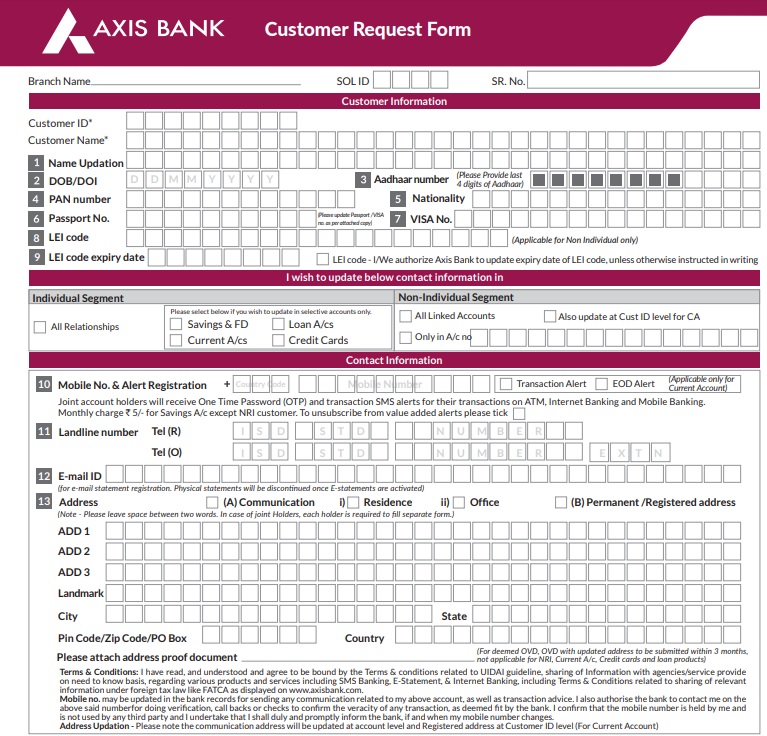 AXIS BANK Customer Request Form
Branch Name SOL ID SR. No.
Customer Information
Customer ID*
Customer Name*
1 Name Updation
2 DOB/DOI D D M M Y Y Y Y 3 Aadhaar number (Please Provide last
4 digits of Aadhaar)
4 PAN number 5 Nationality
6 Passport No. (Please update Passport /VISA
no. as per attached copy) 7 VISA No.
8 LEI code (Applicable for Non Individual only)
9 LEI code expiry date LEI code - I/We authorize Axis Bank to update expiry date of LEI code, unless otherwise instructed in writing
I wish to update below contact information in
Individual Segment Non-Individual Segment
All Relationships
Please select below if you wish to update in selective accounts only.
Savings & FD Loan A/cs
Current A/cs Credit Cards
All Linked Accounts Also update at Cust ID level for CA
Only in A/c no
Contact Information
10 Mobile No. & Alert Registration + Country Code Mobile Number Transaction Alert EOD Alert (Applicable only for
Current Account)
Joint account holders will receive One Time Password (OTP) and transaction SMS alerts for their transactions on ATM, Internet Banking and Mobile Banking.
Monthly charge ₹ 5/- for Savings A/c except NRI customer. To unsubscribe from value added alerts please tick
11 Landline number Tel (R) I S D S T D N U M B E R
Tel (O) I S D S T D N U M B E R E X T N
12 E-mail ID
(for e-mail statement registration. Physical statements will be discontinued once E-statements are activated)
13 Address (A) Communication i) Residence ii) Office (B) Permanent /Registered address
(Note - Please leave space between two words. In case of joint Holders, each holder is required to fill separate form.)
ADD 1
ADD 2
ADD 3
Landmark
City State
Pin Code/Zip Code/PO Box Country
Please attach address proof document (For deemed OVD, OVD with updated address to be submitted within 3 months,
not applicable for NRI, Current A/c, Credit cards and loan products)
Terms & Conditions: I have read, and understood and agree to be bound by the Terms & conditions related to UIDAI guideline, sharing of Information with agencies/service provide
on need to know basis, regarding various products and services including SMS Banking, E-Statement, & Internet Banking, including Terms & Conditions related to sharing of relevant
information under foreign tax law like FATCA as displayed on www.axisbank.com.
Mobile no. may be updated in the bank records for sending any communication related to my above account, as well as transaction advice. I also authorise the bank to contact me on the
above said numberfor doing verification, call backs or checks to confirm the veracity of any transaction, as deemed fit by the bank. I confirm that the mobile number is held by me and
is not used by any third party and I undertake that I shall duly and promptly inform the bank, if and when my mobile number changes.
Address Updation - Please note the communication address will be updated at account level and Registered address at Customer ID level (For Current Account)